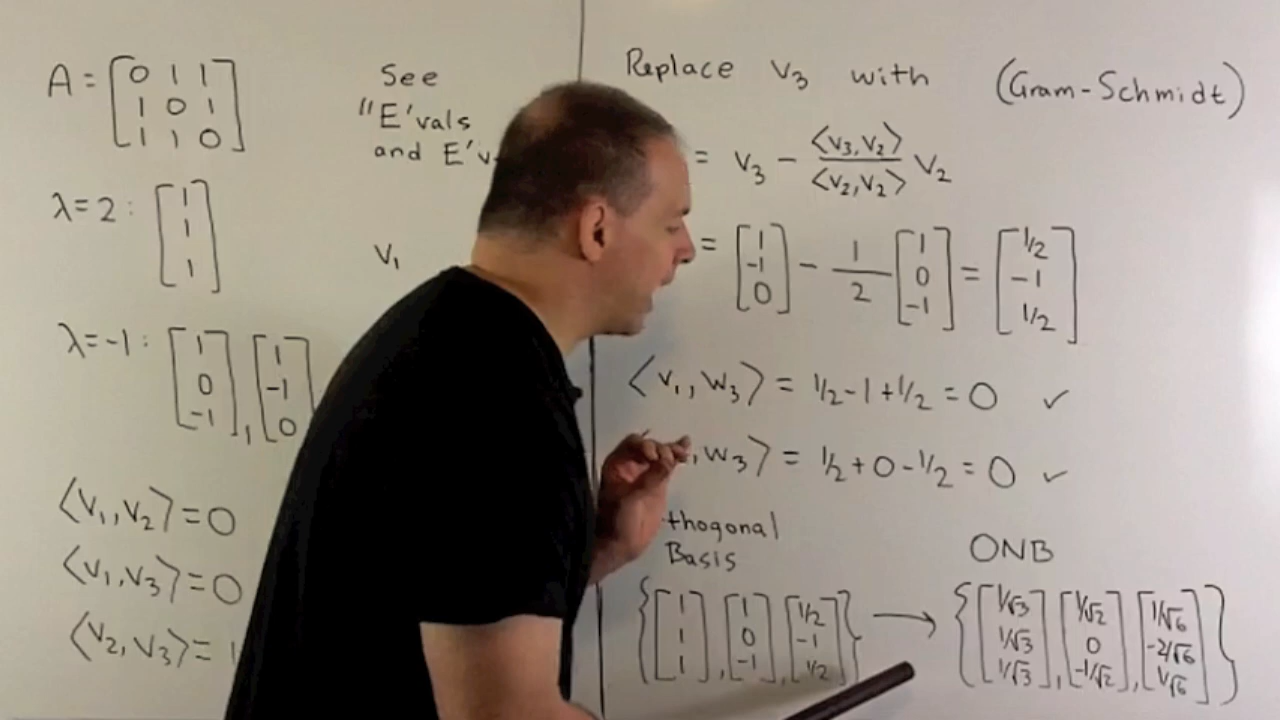 A = [0 1 1
1 0 1
1 1 0]
See
"E'vals
and E'v
λ=2: [1
1
1]
v₁
λ=-1: [1 0 -1], [1 -1 0]
⟨v₁,v₂⟩=0
⟨v₁,v₃⟩=0
⟨v₂,v₃⟩=1
Replace v₃ with (Gram-Schmidt)
= v₃ - ⟨v₃,v₂⟩/⟨v₂,v₂⟩ v₂
= [1 -1 0] - 1/2 [1 0 -1] = [1/2 -1 1/2]
⟨v₁,w₃⟩ = 1/2-1+1/2 = 0 ✓
,w₃⟩ = 1/2+0-1/2 = 0 ✓
thogonal
Basis
ONB
{[1 1 1], [1 0 -1], [1/2 -1 1/2]} → {[1/√3 1/√3 1/√3], [1/√2 0 -1/√2], [1/√6 -2/√6 1/√6]}